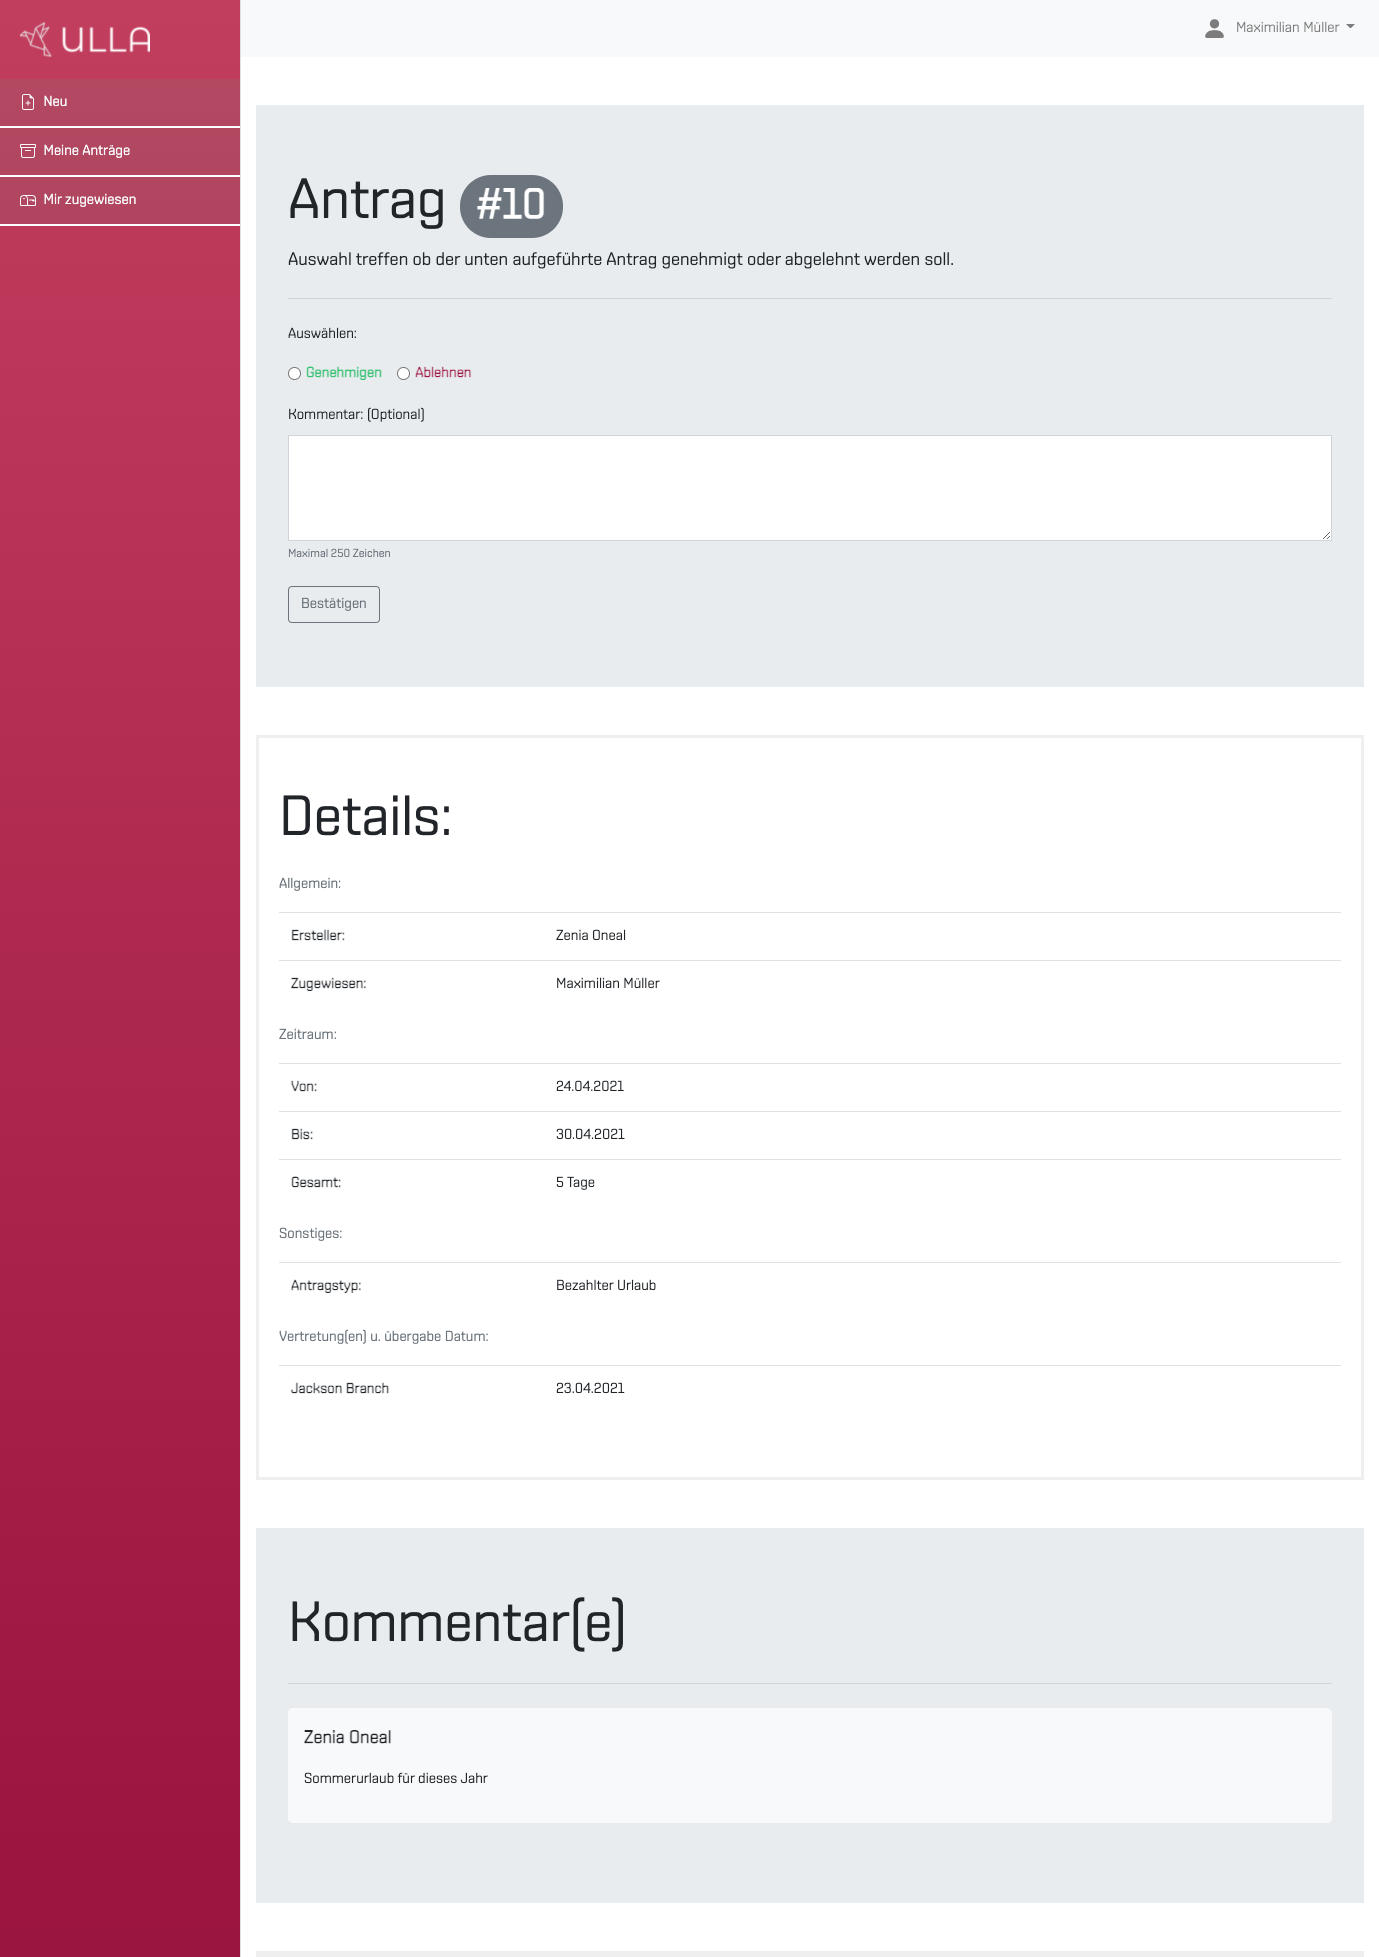 ULLA
Maximilian Müller
Neu
Meine Anträge
Mir zugewiesen
Antrag #10
Auswahl treffen ob der unten aufgeführte Antrag genehmigt oder abgelehnt werden soll.
Auswählen:
Genehmigen Ablehnen
Kommentar: (Optional)
Maximal 250 Zeichen
Bestätigen
Details:
Allgemein:
Ersteller: Zenia Oneal
Zugewiesen: Maximilian Müller
Zeitraum:
Von: 24.04.2021
Bis: 30.04.2021
Gesamt: 5 Tage
Sonstiges:
Antragstyp: Bezahlter Urlaub
Vertretung(en) u. übergabe Datum:
Jackson Branch 23.04.2021
Kommentar(e)
Zenia Oneal
Sommerurlaub für dieses Jahr